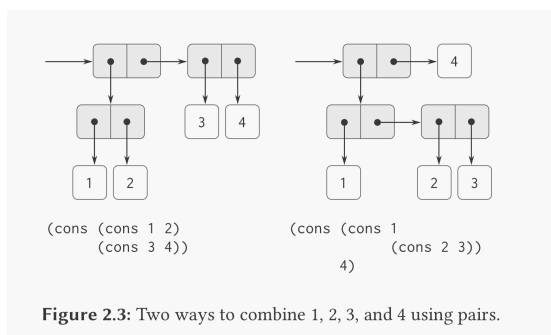 4
3 4
1 2 1 2 3
(cons (cons 1 2)
(cons 3 4))
(cons (cons 1
(cons 2 3))
4)
Figure 2.3: Two ways to combine 1, 2, 3, and 4 using pairs.